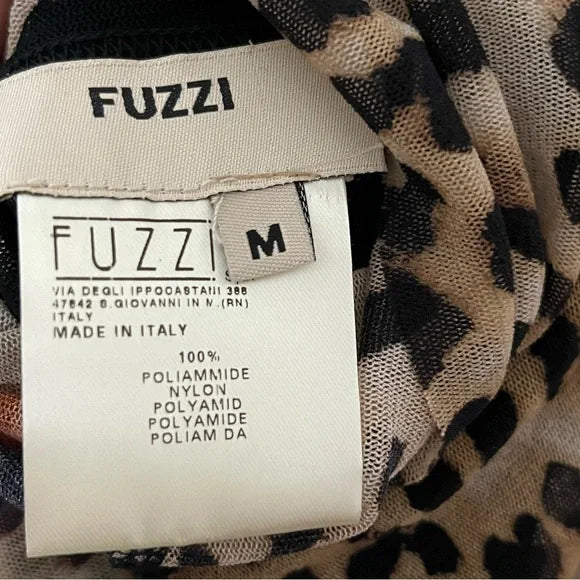 FUZZI
M
FUZZI
VIA DEGLI IPPOCASTANI 388
47842 S.GIOVANNI IN M.(RN)
ITALY
MADE IN ITALY
100%
POLIAMMIDE
NYLON
POLYAMID
POLYAMIDE
POLIAM DA